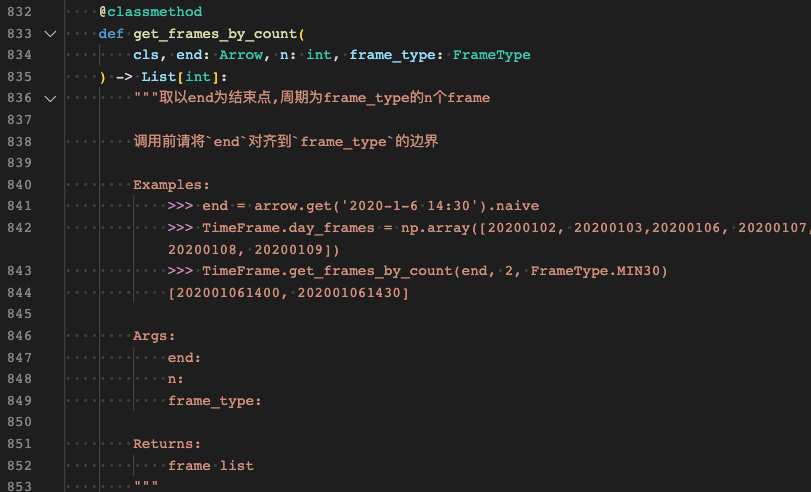 832 @classmethod
833 def get_frames_by_count(
834 cls, end: Arrow, n: int, frame_type: FrameType
835 ) -> List[int]:
836 """取以end为结束点,周期为frame_type的n个frame
837
838 调用前请将`end`对齐到`frame_type`的边界
839
840 Examples:
841 >>> end = arrow.get('2020-1-6 14:30').naive
842 >>> TimeFrame.day_frames = np.array([20200102, 20200103,20200106, 20200107,
20200108, 20200109])
843 >>> TimeFrame.get_frames_by_count(end, 2, FrameType.MIN30)
844 [202001061400, 202001061430]
845
846 Args:
847 end:
848 n:
849 frame_type:
850
851 Returns:
852 frame list
853 """